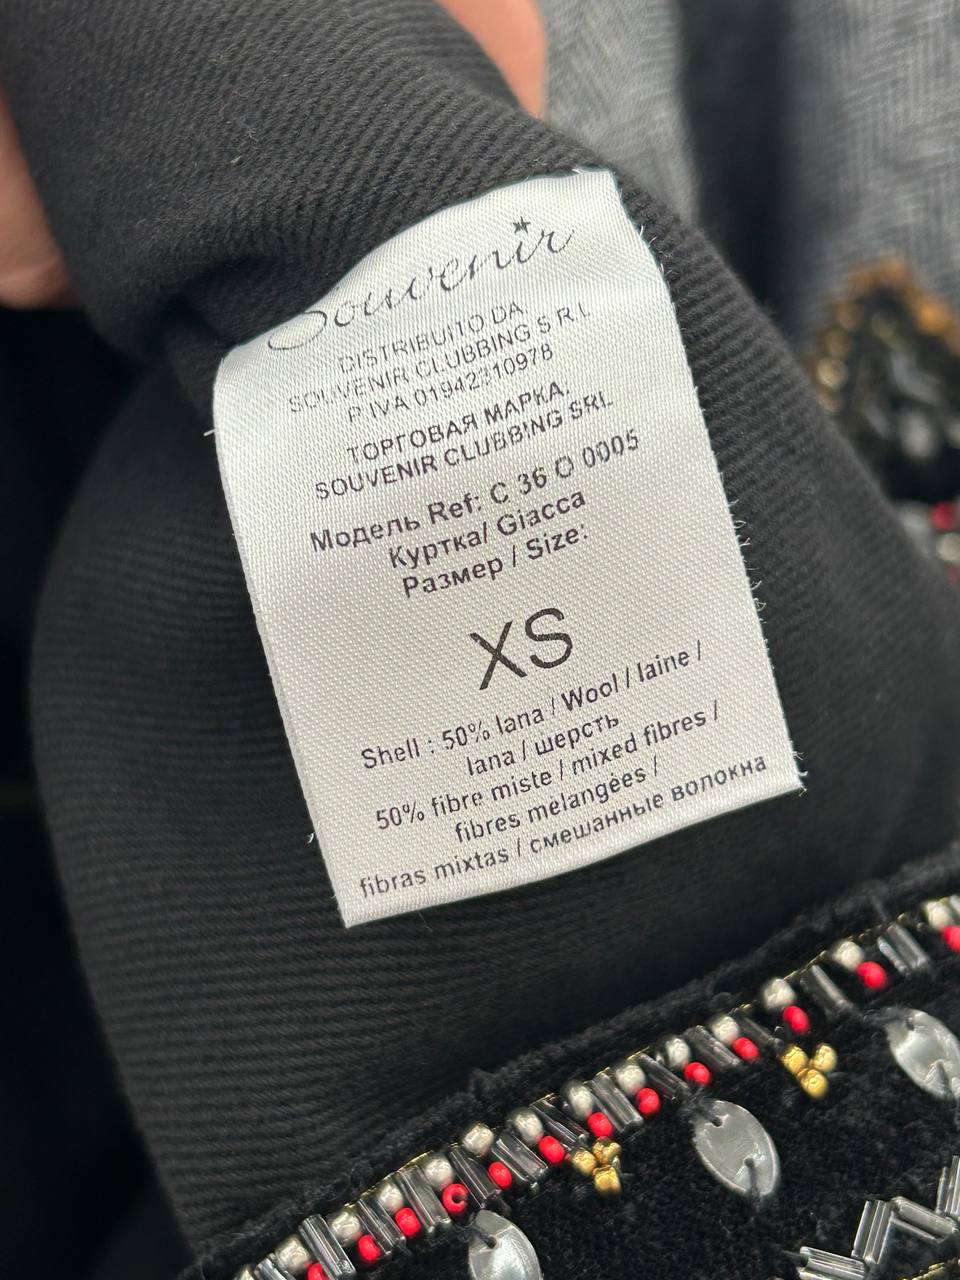 Souvenir
DISTRIBUITO DA
SOUVENIR CLUBBING S R L
P.IVA 01942310978
ТОРГОВАЯ МАРКА.
SOUVENIR CLUBBING SRL
Модель Ref: C 36 O 0005
Куртка/ Giacca
Размер / Size:
XS
Shell : 50% lana / Wool / laine /
lana / шерсть
50% fibre miste / mixed fibres /
fibres melangées /
fibras mixtas / смешанные волокна